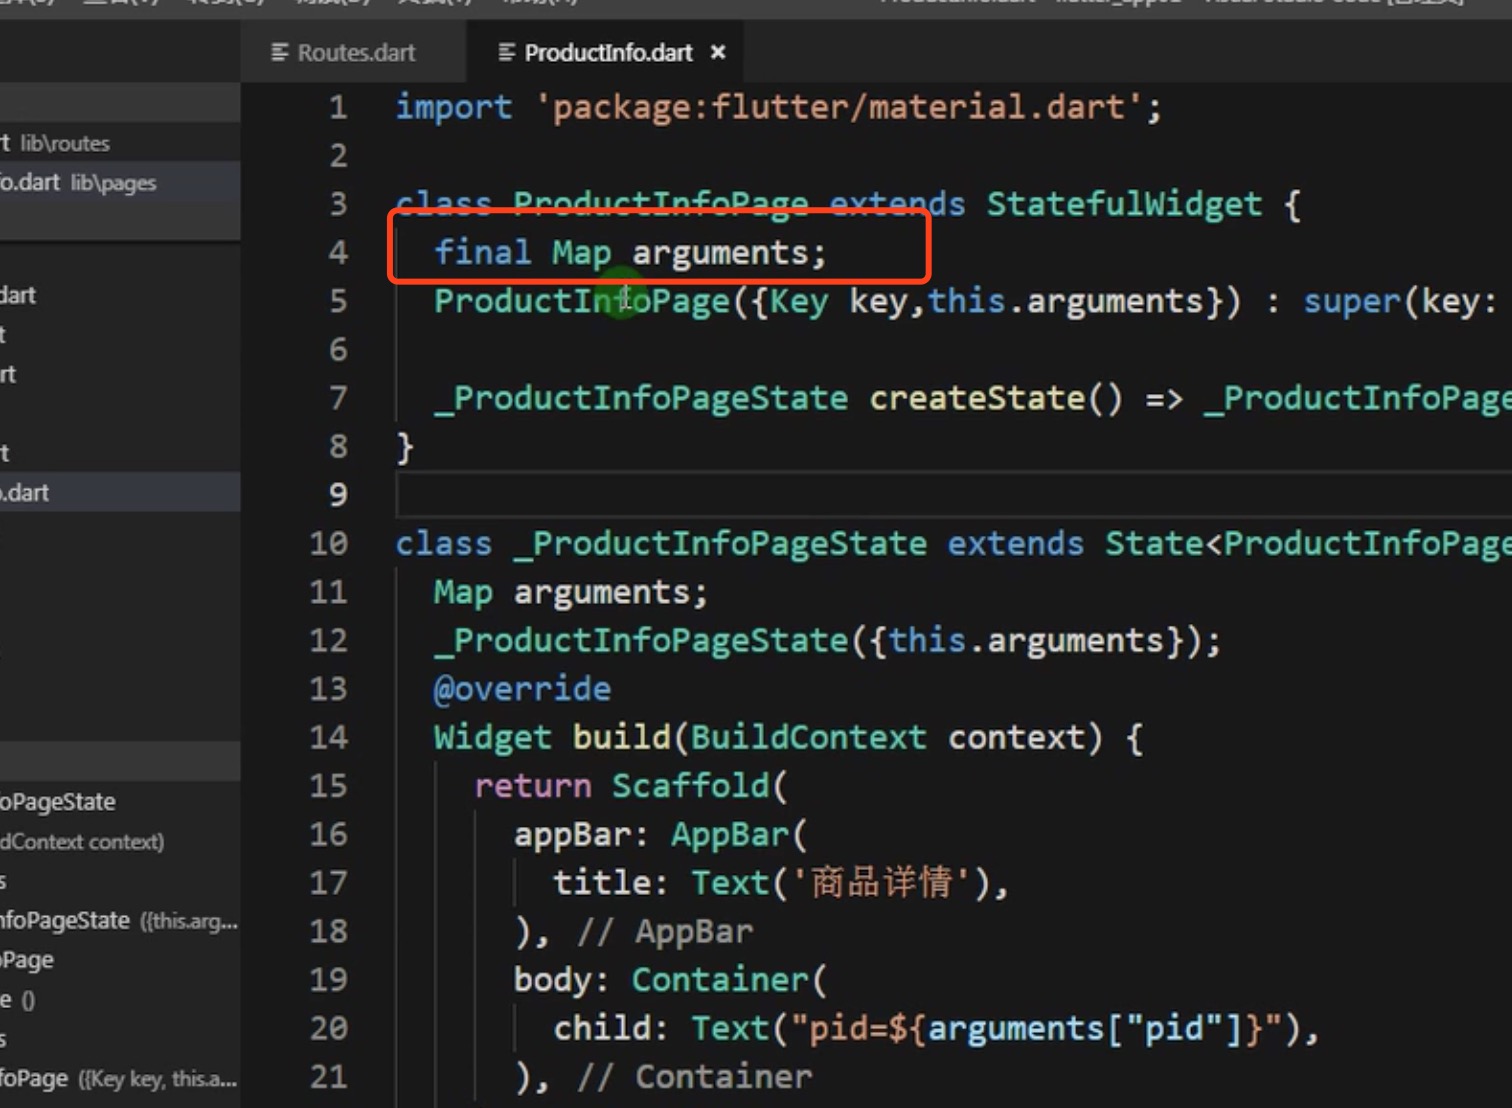 Routes.dart
ProductInfo.dart ×
t lib\routes
o.dart lib\pages
dart
t
rt
t
.dart
oPageState
dContext context)
s
nfoPageState ({this.arg...
Page
e ()
s
foPage ({Key key, this.a...
1 import 'package:flutter/material.dart';
2
3 class ProductInfoPage extends StatefulWidget {
4 final Map arguments;
5 ProductInfoPage({Key key,this.arguments}) : super(key:
6
7 _ProductInfoPageState createState() => _ProductInfoPage
8 }
9
10 class _ProductInfoPageState extends State<ProductInfoPage
11 Map arguments;
12 _ProductInfoPageState({this.arguments});
13 @override
14 Widget build(BuildContext context) {
15 return Scaffold(
16 appBar: AppBar(
17 title: Text('商品详情'),
18 ), // AppBar
19 body: Container(
20 child: Text("pid=${arguments["pid"]}"),
21 ), // Container